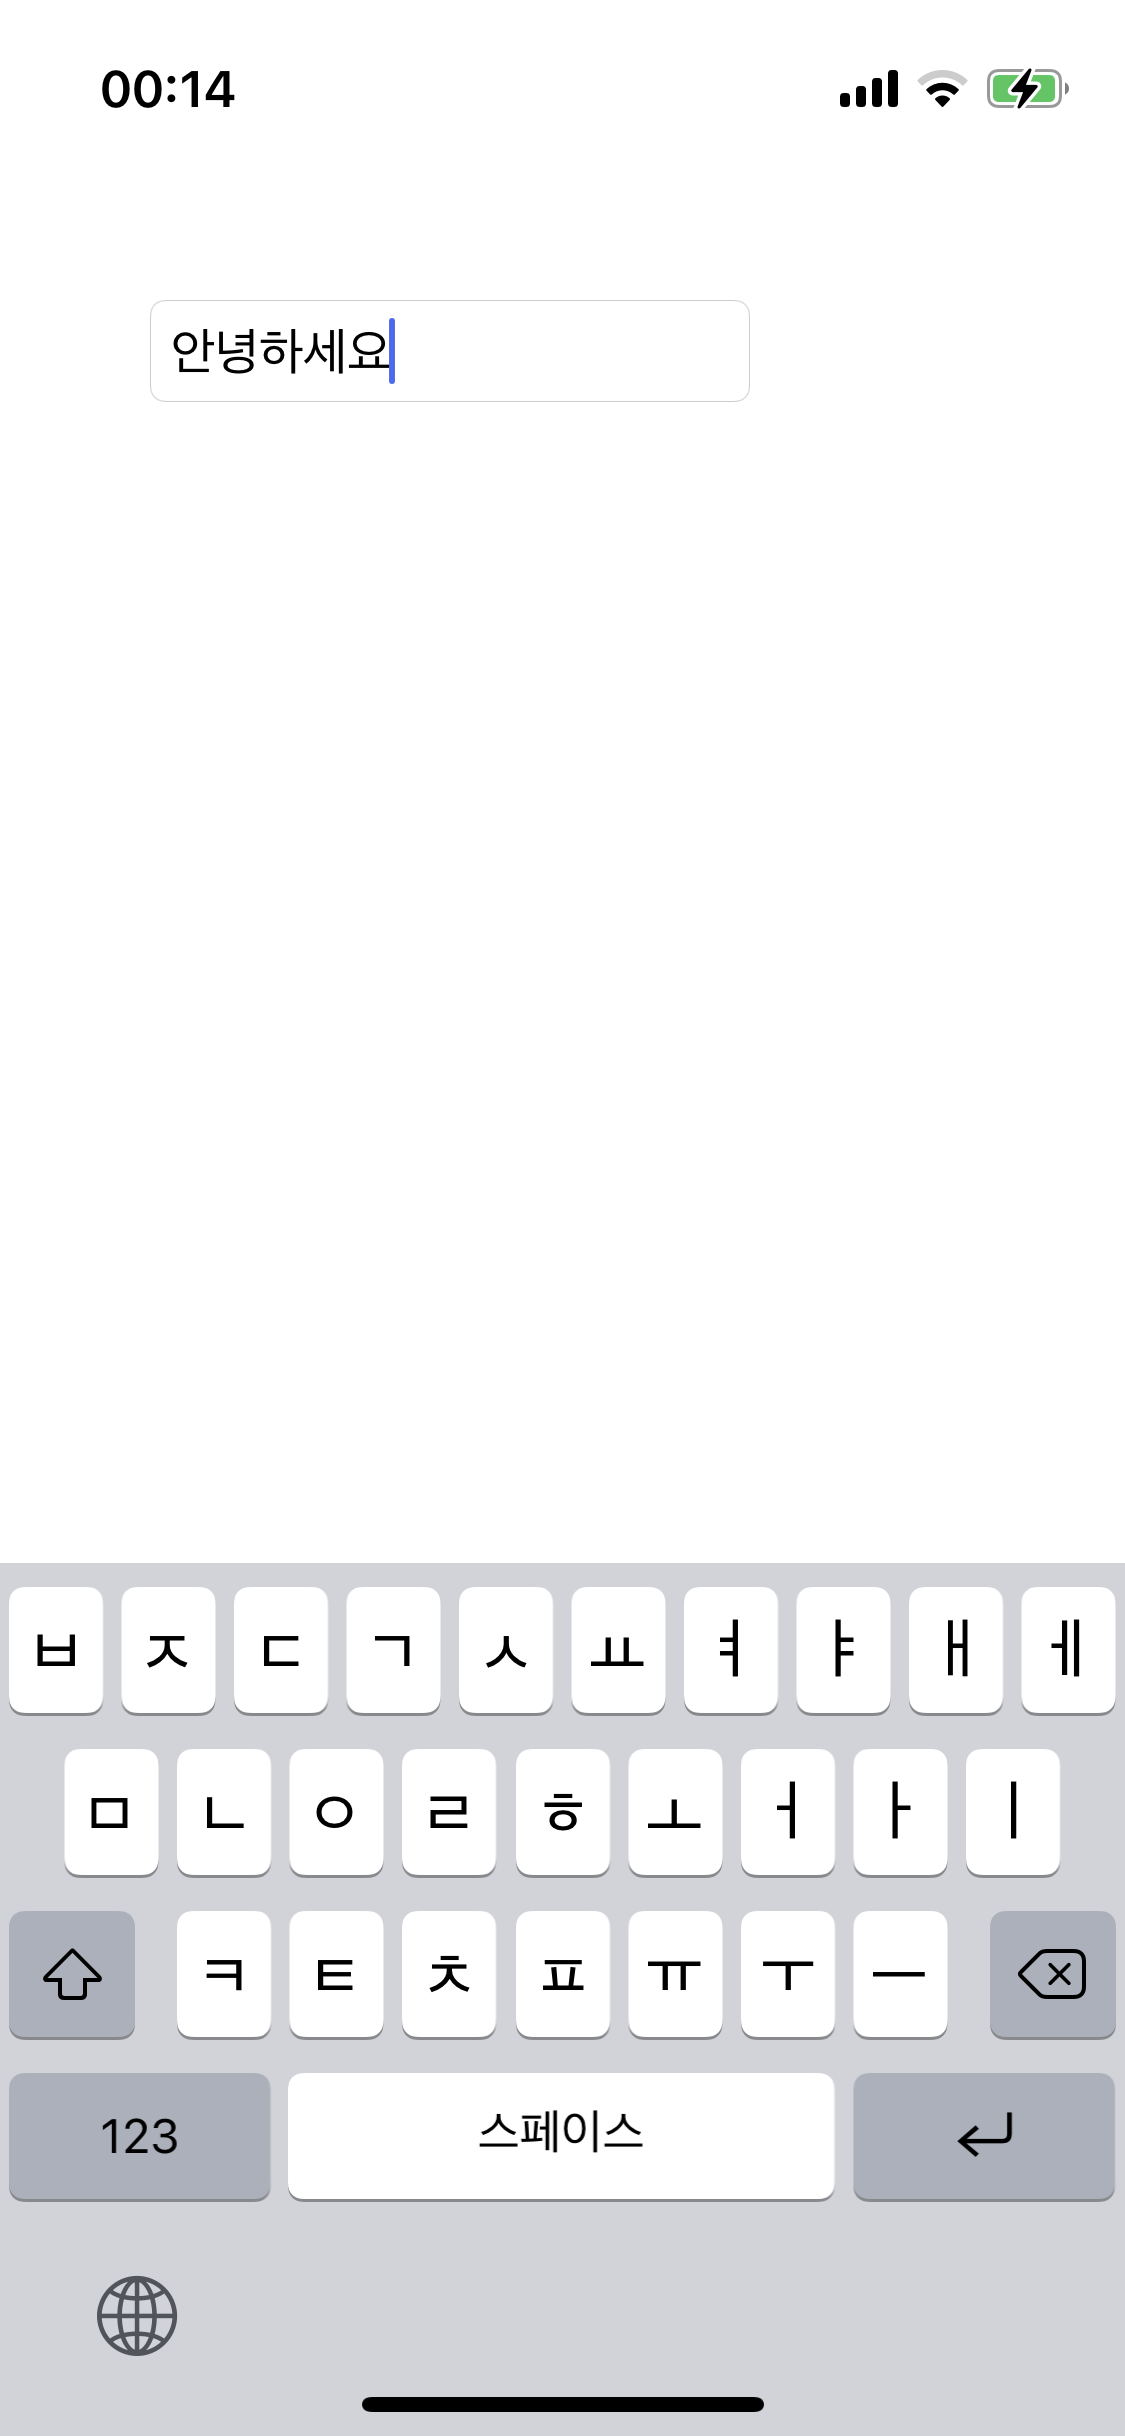 00:14
안녕하세요
ㅂ ㅈ ㄷ ㄱ ㅅ ㅛ ㅕ ㅑ ㅐ ㅔ
ㅁ ㄴ ㅇ ㄹ ㅎ ㅗ ㅓ ㅏ ㅣ
ㅋ ㅌ ㅊ ㅍ ㅠ ㅜ ㅡ
123 스페이스